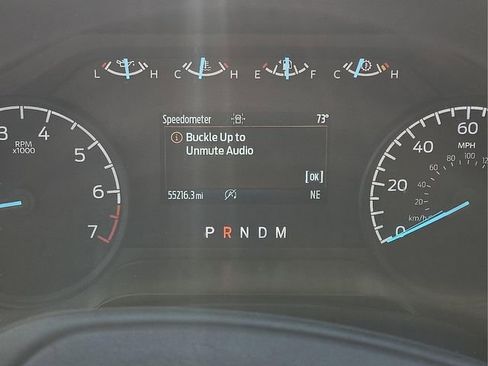 L H C H E F C H
Speedometer 73°
Buckle Up to
Unmute Audio
[OK]
55216.3 mi NE
P R N D M
3 4 5 6 7
RPM
x1000
0 20 40 60
MPH
20 40 60 80 100
km/h